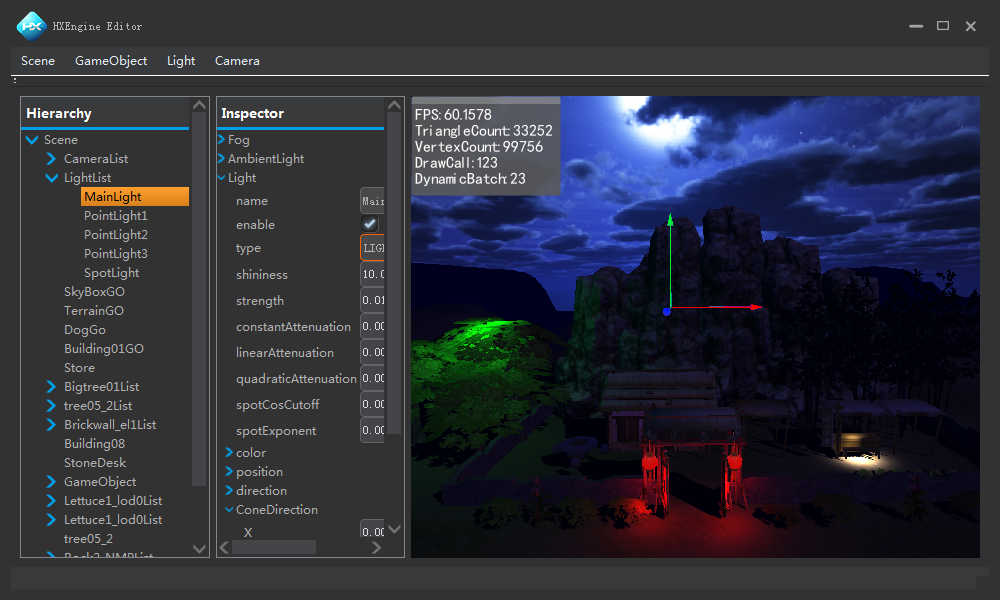 HX
HXEngine Editor
Scene GameObject Light Camera
Hierarchy
Scene
CameraList
LightList
MainLight
PointLight1
PointLight2
PointLight3
SpotLight
SkyBoxGO
TerrainGO
DogGo
Building01GO
Store
Bigtree01List
tree05_2List
Brickwall_el1List
Building08
StoneDesk
GameObject
Lettuce1_lod0List
Lettuce1_lod0List
tree05_2
Rock2_NMPList
Inspector
Fog
AmbientLight
Light
name Mair
enable
type LIGH
shininess 10.0
strength 0.01
constantAttenuation 0.00
linearAttenuation 0.00
quadraticAttenuation 0.00
spotCosCutoff 0.00
spotExponent 0.00
color
position
direction
ConeDirection
X 0.00
FPS: 60.1578
TriangleCount: 33252
VertexCount: 99756
DrawCall: 123
DynamicBatch: 23